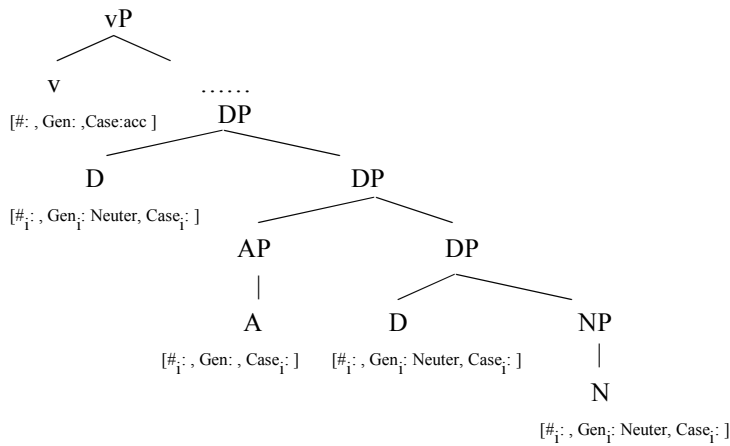 vP
v
……
[#: , Gen: ,Case:acc ]
DP
D
DP
[#i: , Geni: Neuter, Casei: ]
AP
DP
A
D
NP
[#i: , Gen: , Casei: ]
[#i: , Geni: Neuter, Casei: ]
N
[#i: , Geni: Neuter, Casei: ]